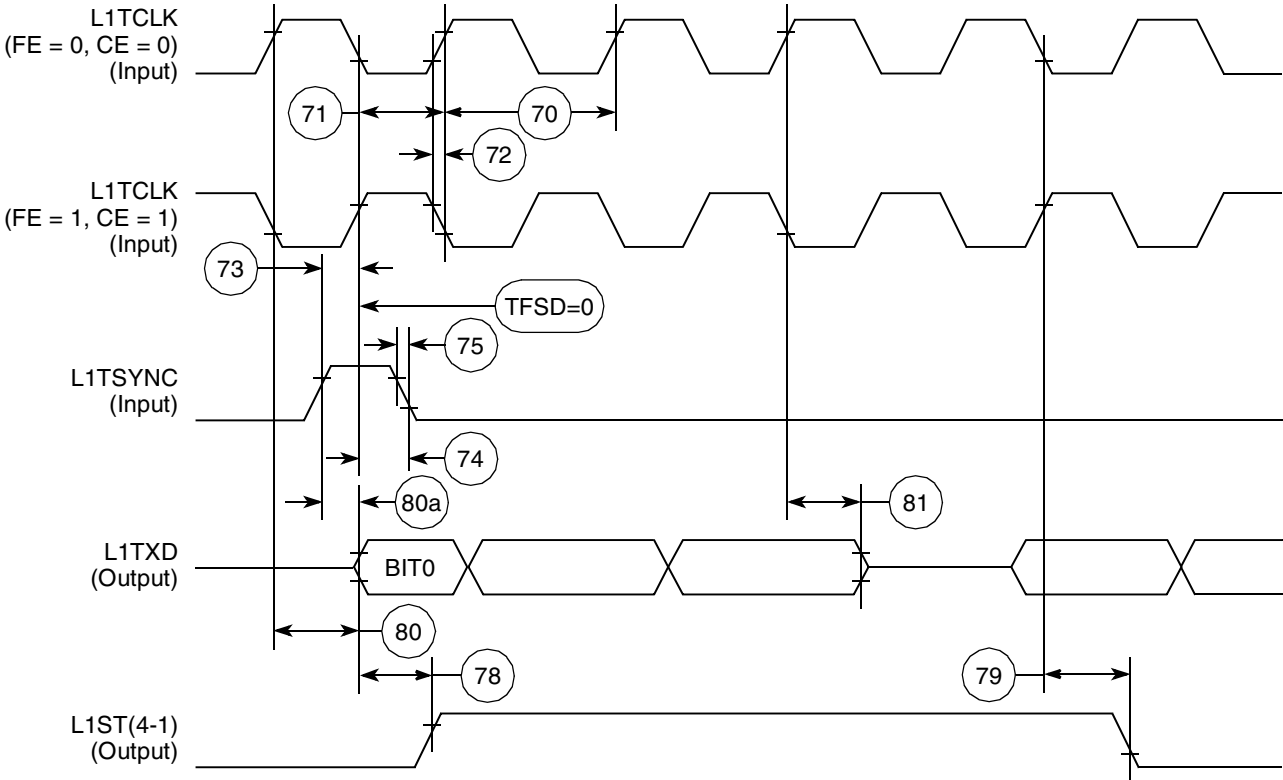 L1TCLK
(FE = 0, CE = 0)
(Input)
71
70
72
L1TCLK
(FE = 1, CE = 1)
(Input)
73
TFSD=0
75
L1TSYNC
(Input)
74
80a
81
L1TXD
(Output)
BIT0
80
78
79
L1ST(4-1)
(Output)